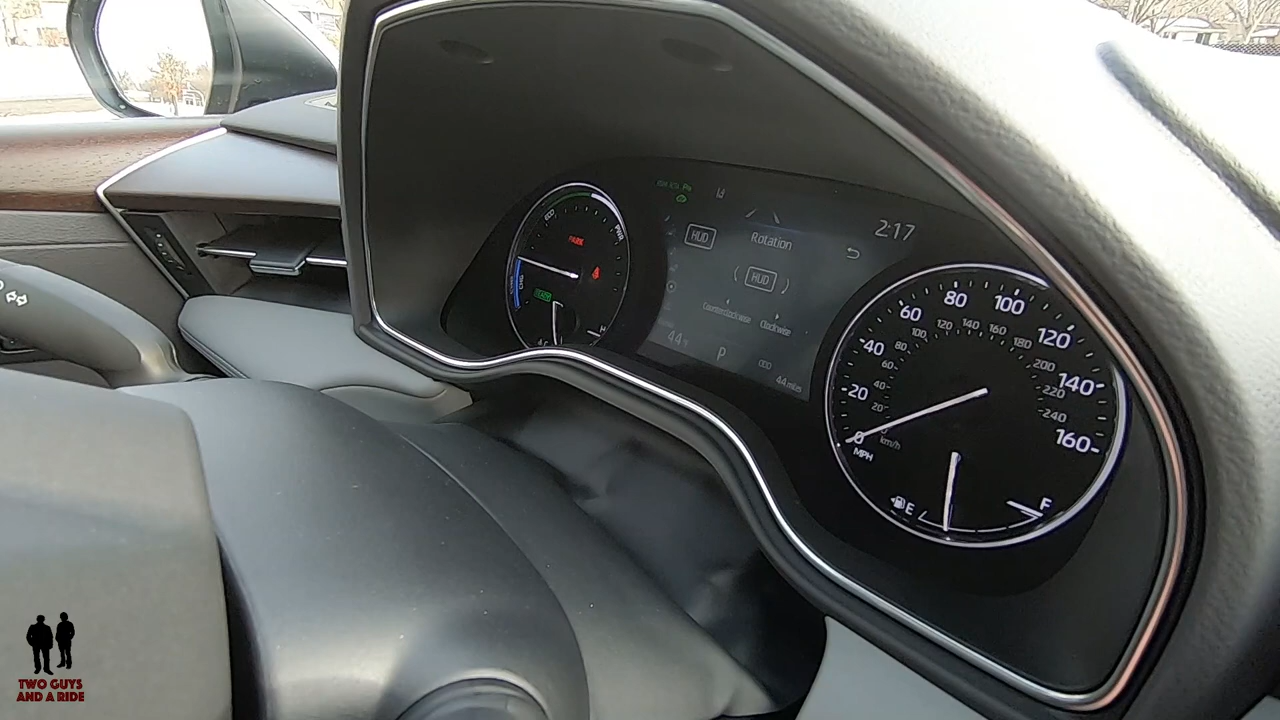 ECO
PWR
PARK
CHG
READY
H
HUD
Rotation
HUD
Counterclockwise
Clockwise
2:17
P
ODO
44 miles
0
20
40
60
80
100
120
140
160
MPH
20
40
60
80
100
120
140
160
180
200
220
240
km/h
E
F
TWO GUYS
AND A RIDE